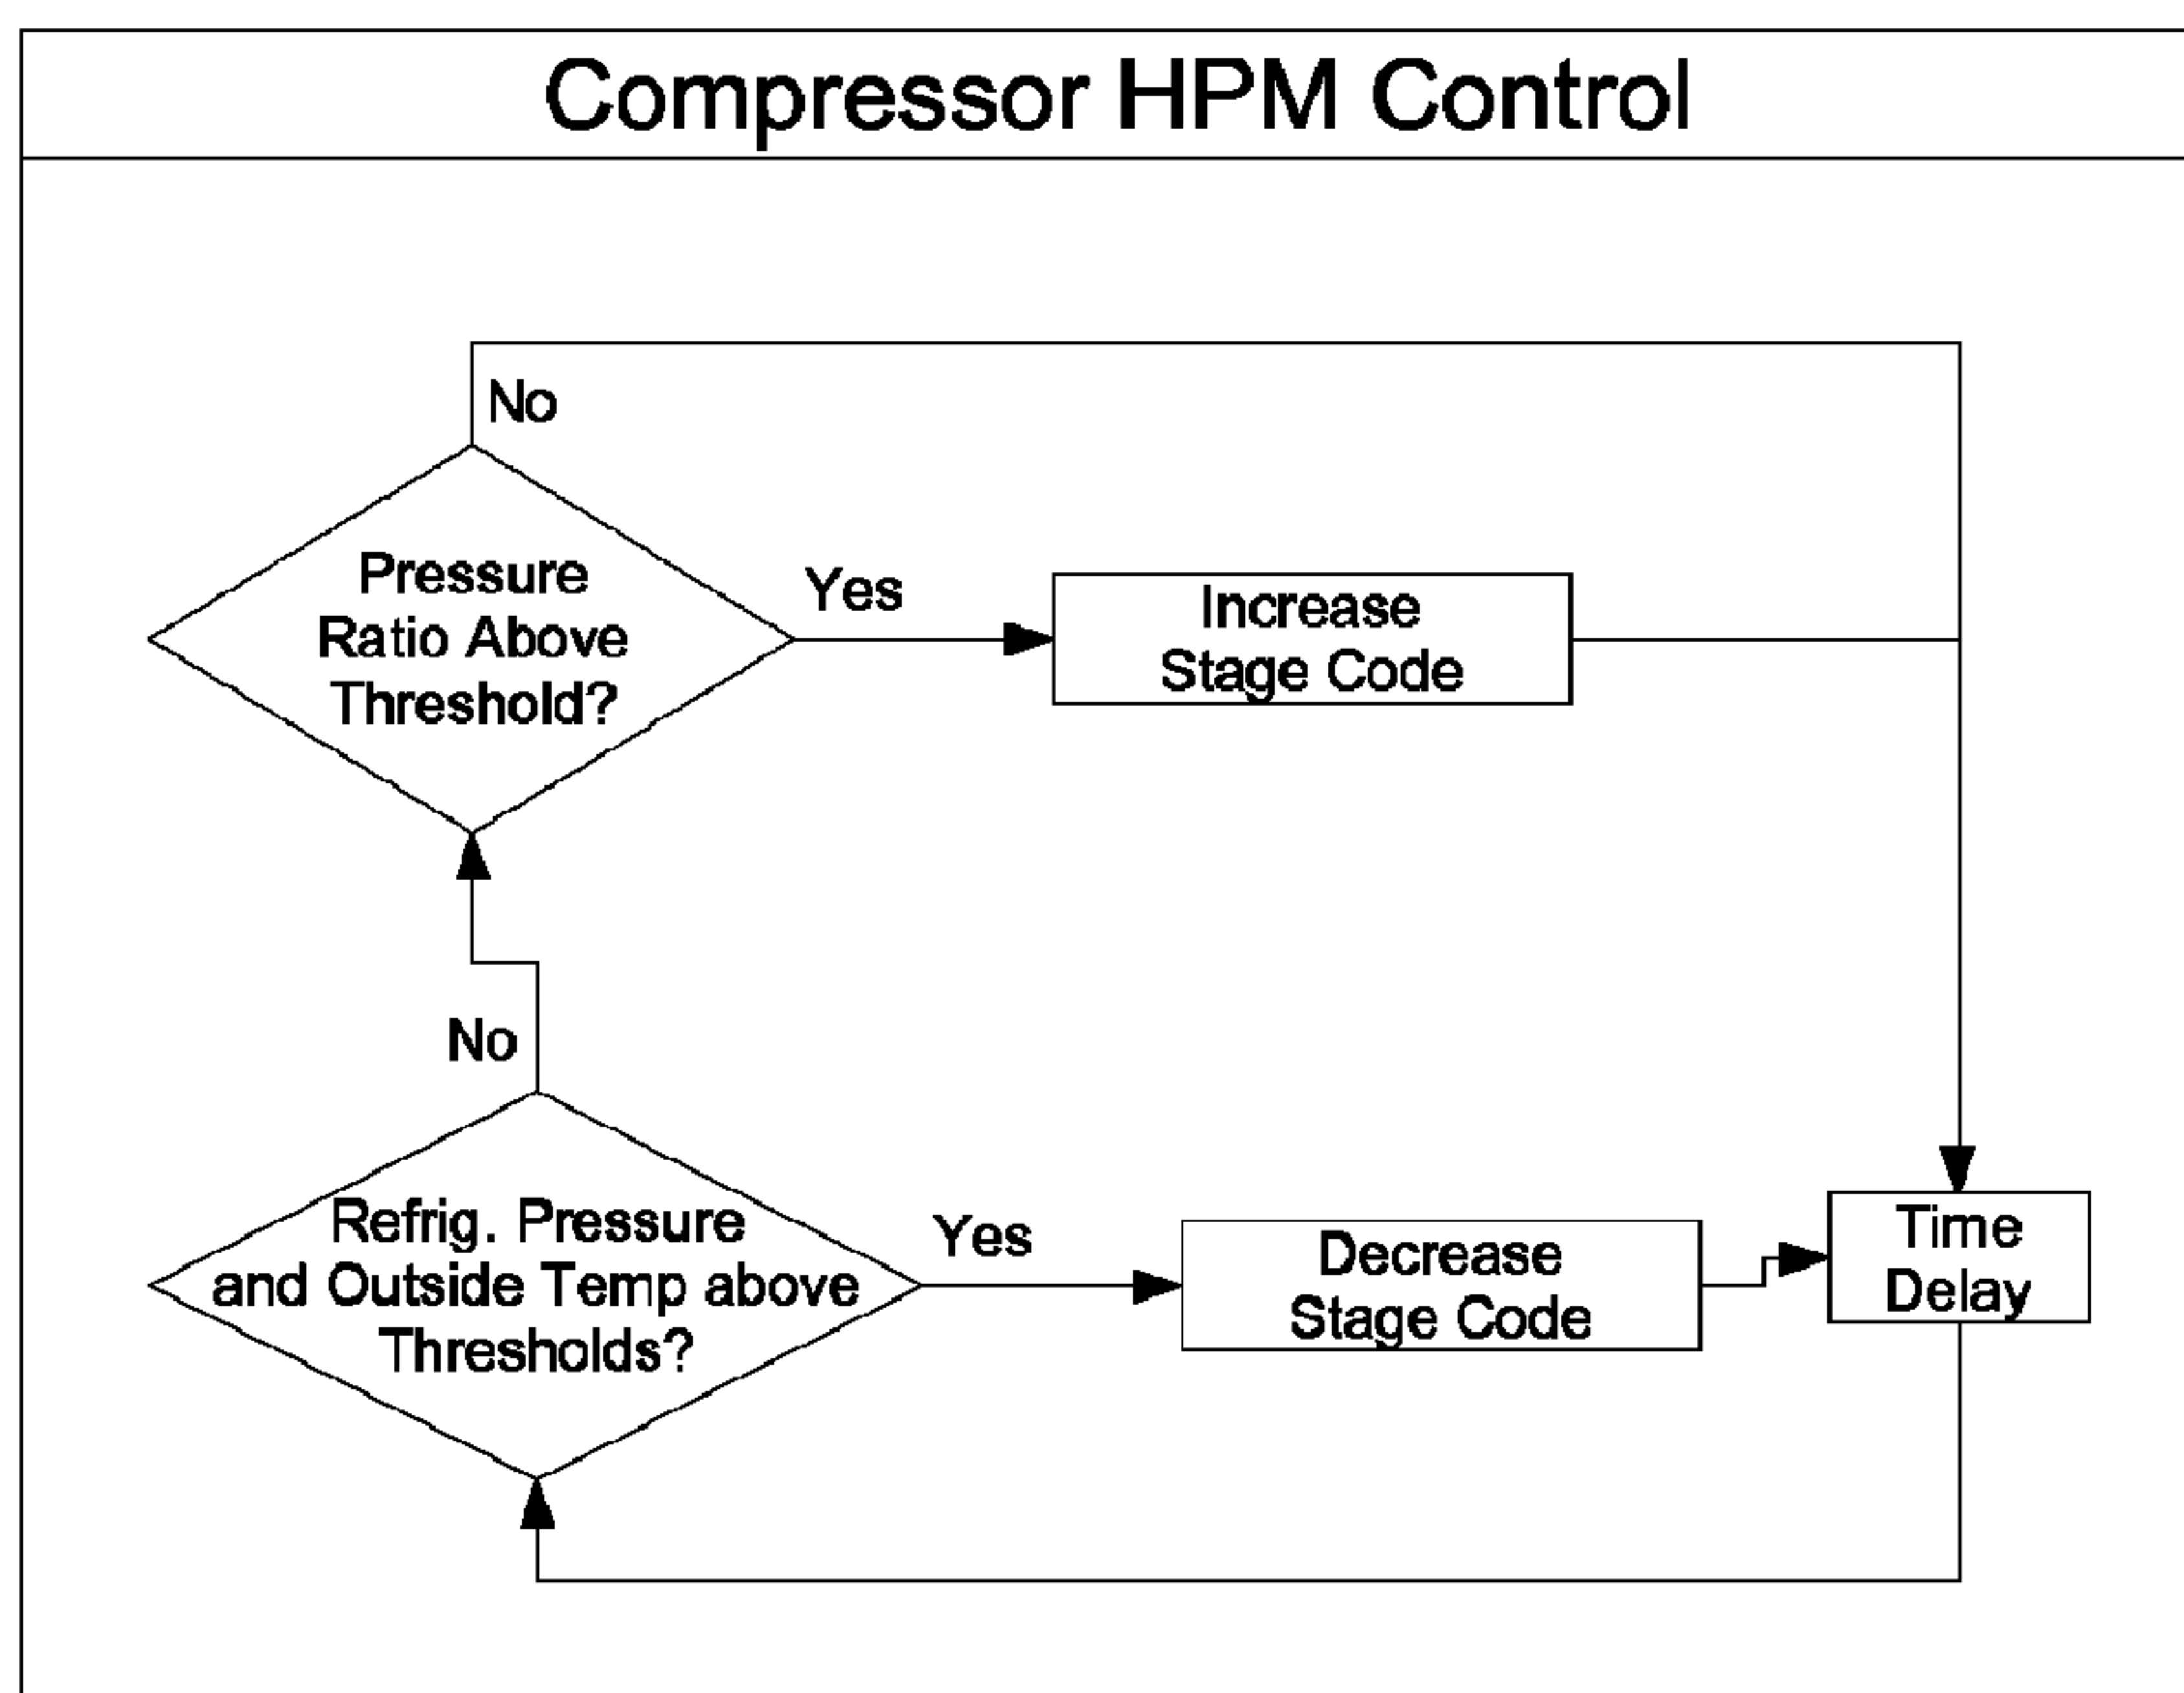 Compressor HPM Control
No
Pressure
Ratio Above
Threshold?
Yes
Increase
Stage Code
No
Refrig. Pressure
and Outside Temp above
Thresholds?
Yes
Decrease
Stage Code
Time
Delay